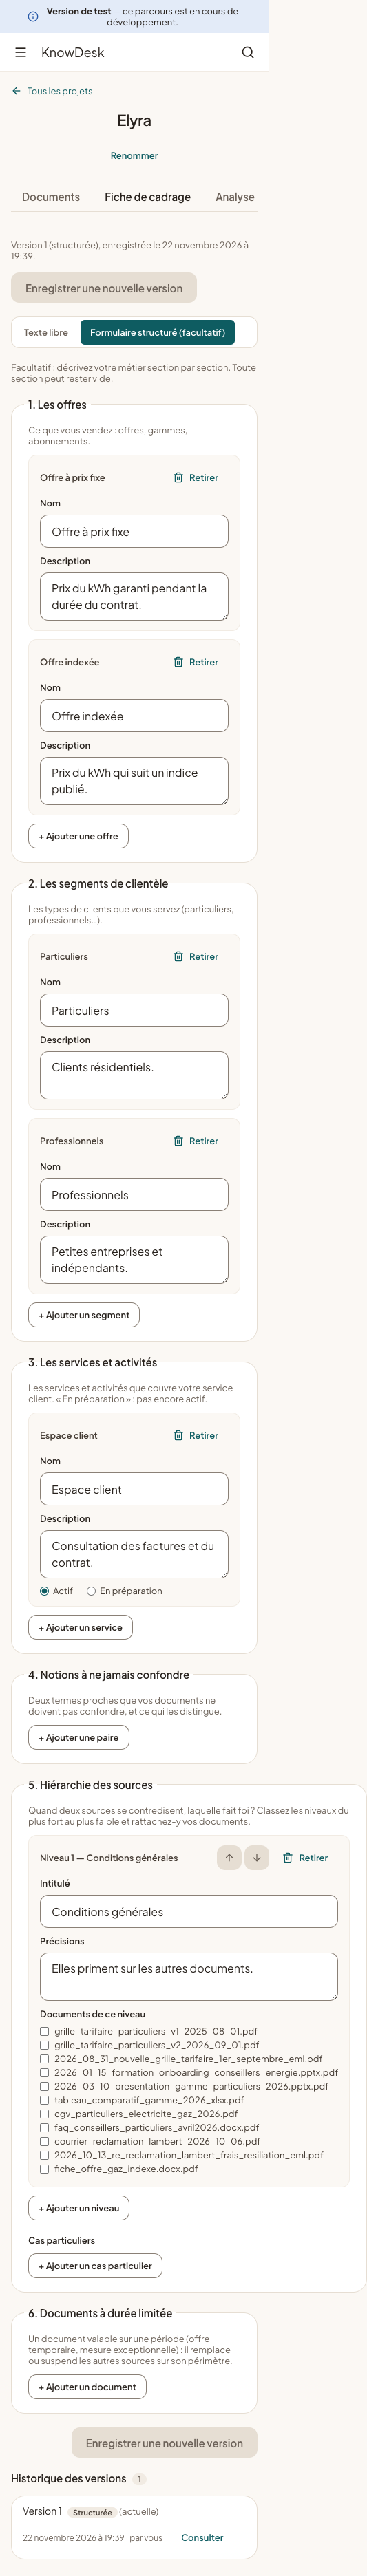 Version de test — ce parcours est en cours de
développement.
KnowDesk
Tous les projets
Elyra
Renommer
Documents Fiche de cadrage Analyse
Version 1 (structurée), enregistrée le 22 novembre 2026 à
19:39.
Enregistrer une nouvelle version
Texte libre Formulaire structuré (facultatif)
Facultatif : décrivez votre métier section par section. Toute
section peut rester vide.
1. Les offres
Ce que vous vendez : offres, gammes,
abonnements.
Offre à prix fixe Retirer
Nom
Offre à prix fixe
Description
Prix du kWh garanti pendant la
durée du contrat.
Offre indexée Retirer
Nom
Offre indexée
Description
Prix du kWh qui suit un indice
publié.
+ Ajouter une offre
2. Les segments de clientèle
Les types de clients que vous servez (particuliers,
professionnels…).
Particuliers Retirer
Nom
Particuliers
Description
Clients résidentiels.
Professionnels Retirer
Nom
Professionnels
Description
Petites entreprises et
indépendants.
+ Ajouter un segment
3. Les services et activités
Les services et activités que couvre votre service
client. « En préparation » : pas encore actif.
Espace client Retirer
Nom
Espace client
Description
Consultation des factures et du
contrat.
Actif En préparation
+ Ajouter un service
4. Notions à ne jamais confondre
Deux termes proches que vos documents ne
doivent pas confondre, et ce qui les distingue.
+ Ajouter une paire
5. Hiérarchie des sources
Quand deux sources se contredisent, laquelle fait foi ? Classez les niveaux du
plus fort au plus faible et rattachez-y vos documents.
Niveau 1 — Conditions générales Retirer
Intitulé
Conditions générales
Précisions
Elles priment sur les autres documents.
Documents de ce niveau
grille_tarifaire_particuliers_v1_2025_08_01.pdf
grille_tarifaire_particuliers_v2_2026_09_01.pdf
2026_08_31_nouvelle_grille_tarifaire_1er_septembre_eml.pdf
2026_01_15_formation_onboarding_conseillers_energie.pptx.pdf
2026_03_10_presentation_gamme_particuliers_2026.pptx.pdf
tableau_comparatif_gamme_2026_xlsx.pdf
cgv_particuliers_electricite_gaz_2026.pdf
faq_conseillers_particuliers_avril2026.docx.pdf
courrier_reclamation_lambert_2026_10_06.pdf
2026_10_13_re_reclamation_lambert_frais_resiliation_eml.pdf
fiche_offre_gaz_indexe.docx.pdf
+ Ajouter un niveau
Cas particuliers
+ Ajouter un cas particulier
6. Documents à durée limitée
Un document valable sur une période (offre
temporaire, mesure exceptionnelle) : il remplace
ou suspend les autres sources sur son périmètre.
+ Ajouter un document
Enregistrer une nouvelle version
Historique des versions 1
Version 1 Structurée (actuelle)
22 novembre 2026 à 19:39 · par vous Consulter